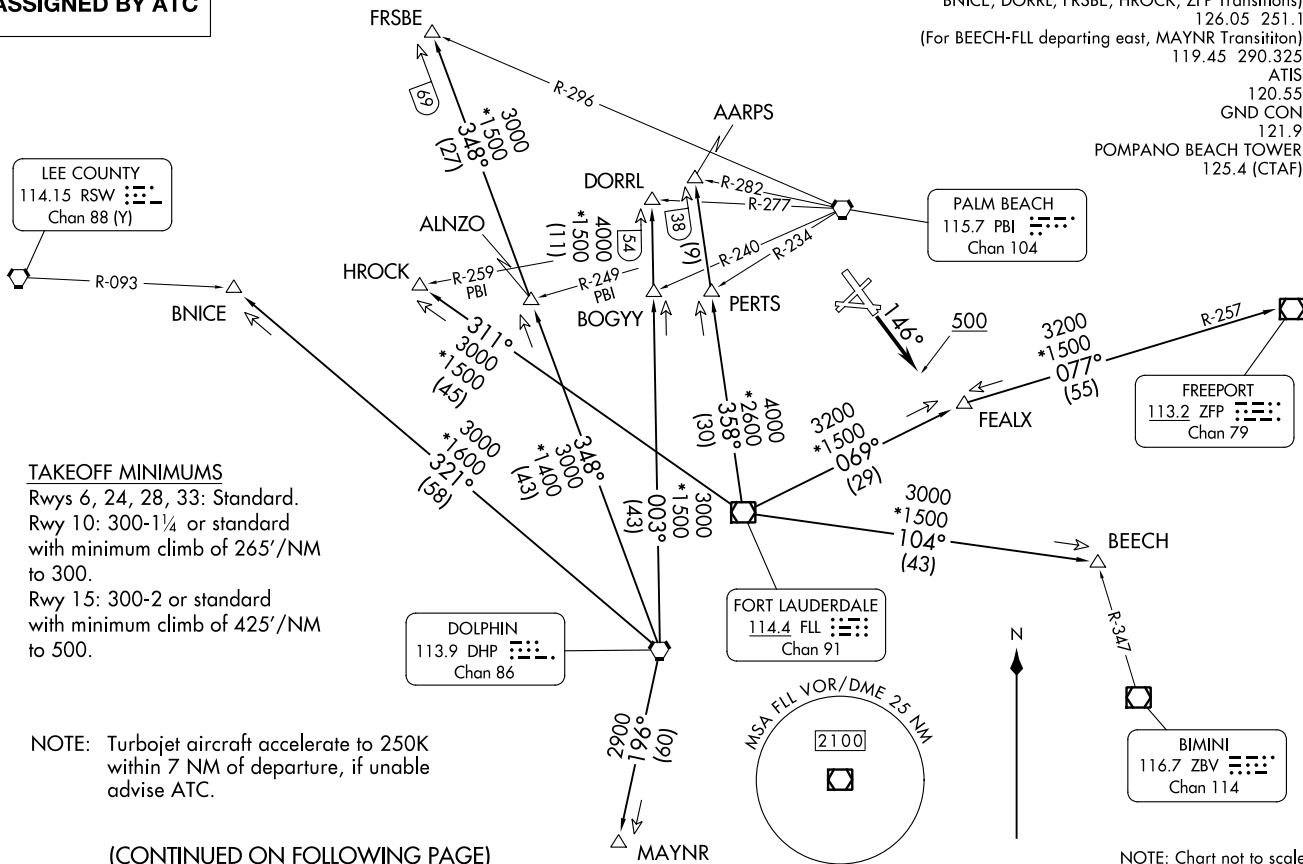 ASSIGNED BY ATC
BNICE, DORRL, FRSBE, HROCK, ZFP Transitions)
126.05 251.1
(For BEECH-FLL departing east, MAYNR Transititon)
119.45 290.325
ATIS
120.55
GND CON
121.9
POMPANO BEACH TOWER
125.4 (CTAF)
FRSBE
69
3000
*1500
348°
(27)
R-296
AARPS
LEE COUNTY
114.15 RSW
Chan 88 (Y)
R-093
BNICE
DORRL
R-282
R-277
PALM BEACH
115.7 PBI
Chan 104
ALNZO
4000
*1500
(11)
54
38
(9)
R-240
R-234
HROCK
R-259
PBI
R-249
PBI
BOGYY
PERTS
146°
500
R-257
3200
*1500
077°
(55)
FREEPORT
113.2 ZFP
Chan 79
FEALX
311°
3000
*1500
(45)
4000
*2600
358°
(30)
3200
*1500
069°
(29)
3000
*1600
321°
(58)
348°
3000
*1400
(43)
3000
*1500
003°
(43)
3000
*1500
104°
(43)
BEECH
R-347
TAKEOFF MINIMUMS
Rwys 6, 24, 28, 33: Standard.
Rwy 10: 300-1¼ or standard
with minimum climb of 265'/NM
to 300.
Rwy 15: 300-2 or standard
with minimum climb of 425'/NM
to 500.
DOLPHIN
113.9 DHP
Chan 86
FORT LAUDERDALE
114.4 FLL
Chan 91
N
2900
196°
(60)
MSA FLL VOR/DME 25 NM
2100
BIMINI
116.7 ZBV
Chan 114
NOTE: Turbojet aircraft accelerate to 250K
within 7 NM of departure, if unable
advise ATC.
(CONTINUED ON FOLLOWING PAGE)
MAYNR
NOTE: Chart not to scale